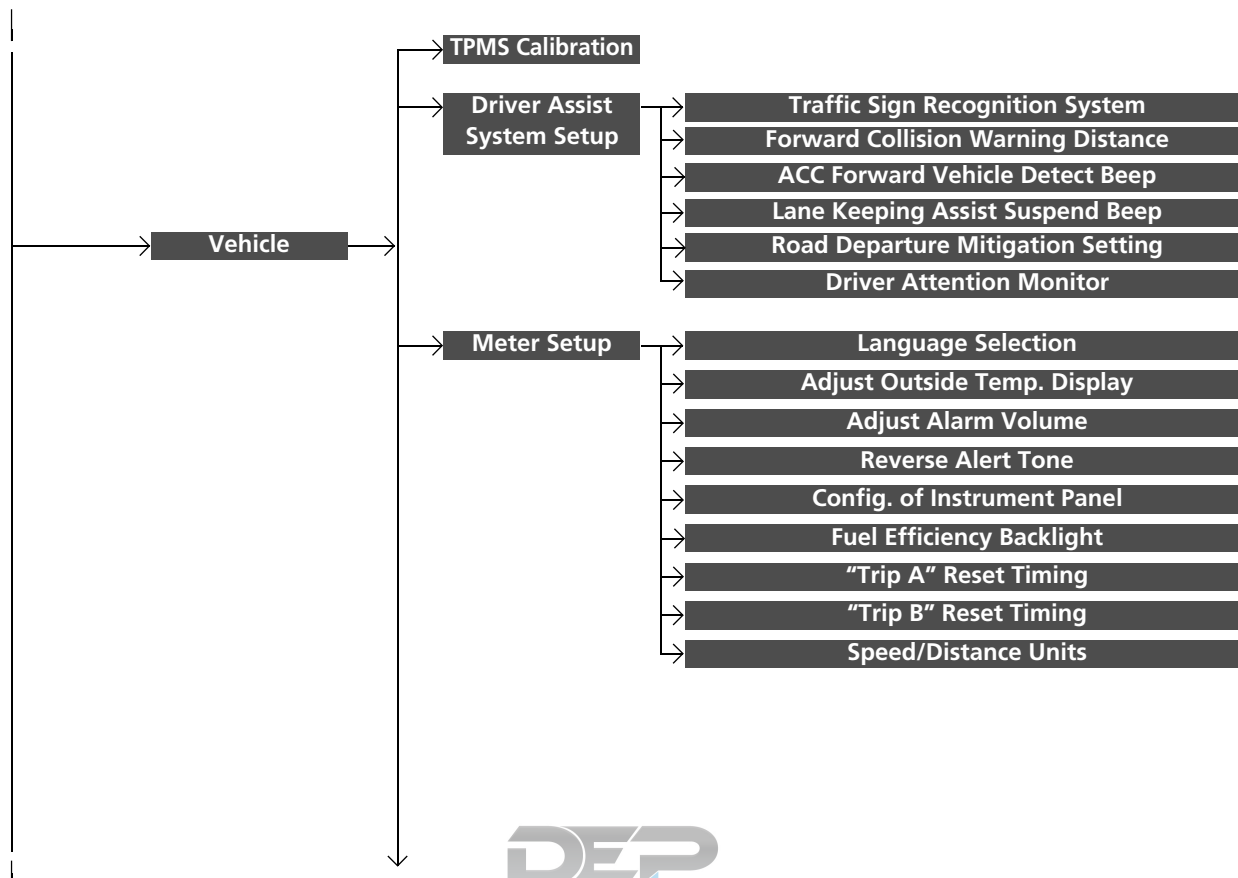 TPMS Calibration
Driver Assist
System Setup
Traffic Sign Recognition System
Forward Collision Warning Distance
ACC Forward Vehicle Detect Beep
Lane Keeping Assist Suspend Beep
Road Departure Mitigation Setting
Driver Attention Monitor
Vehicle
Meter Setup
Language Selection
Adjust Outside Temp. Display
Adjust Alarm Volume
Reverse Alert Tone
Config. of Instrument Panel
Fuel Efficiency Backlight
“Trip A” Reset Timing
“Trip B” Reset Timing
Speed/Distance Units
DEP